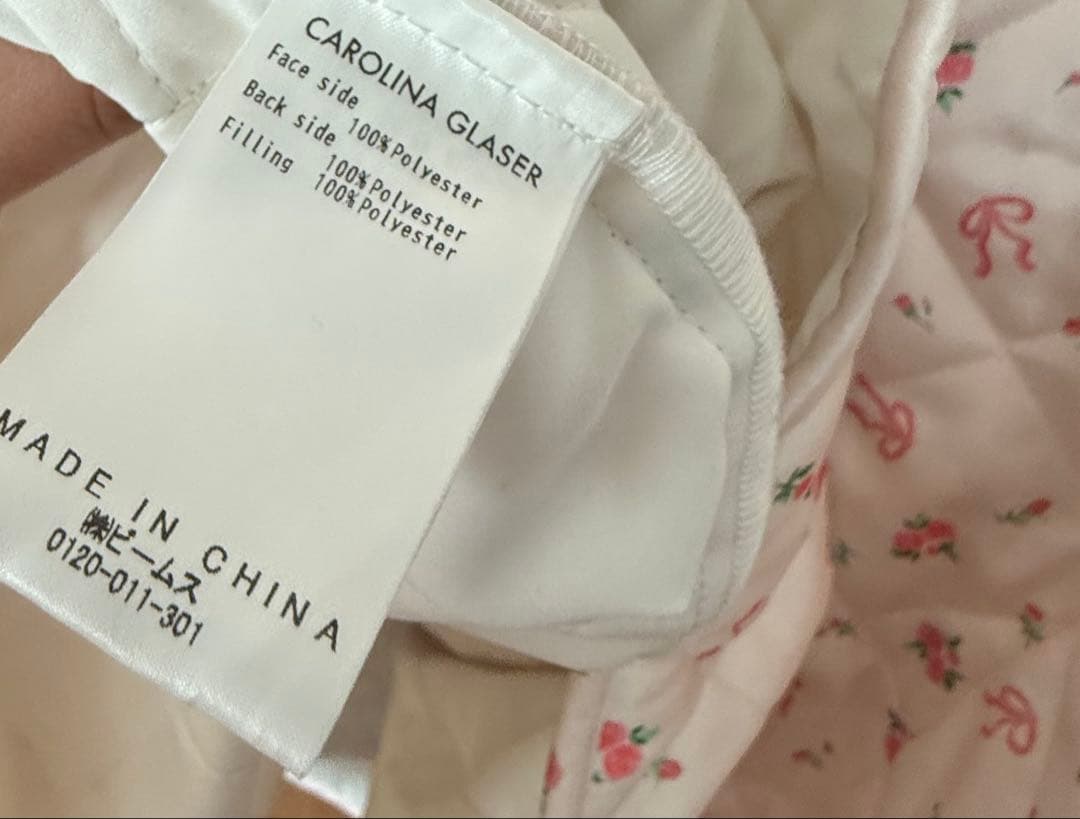 CAROLINA GLASER
Face side 100%Polyester
Back side 100%Polyester
Filling 100%Polyester
MADE IN CHINA
㈱ビームス
0120-011-301